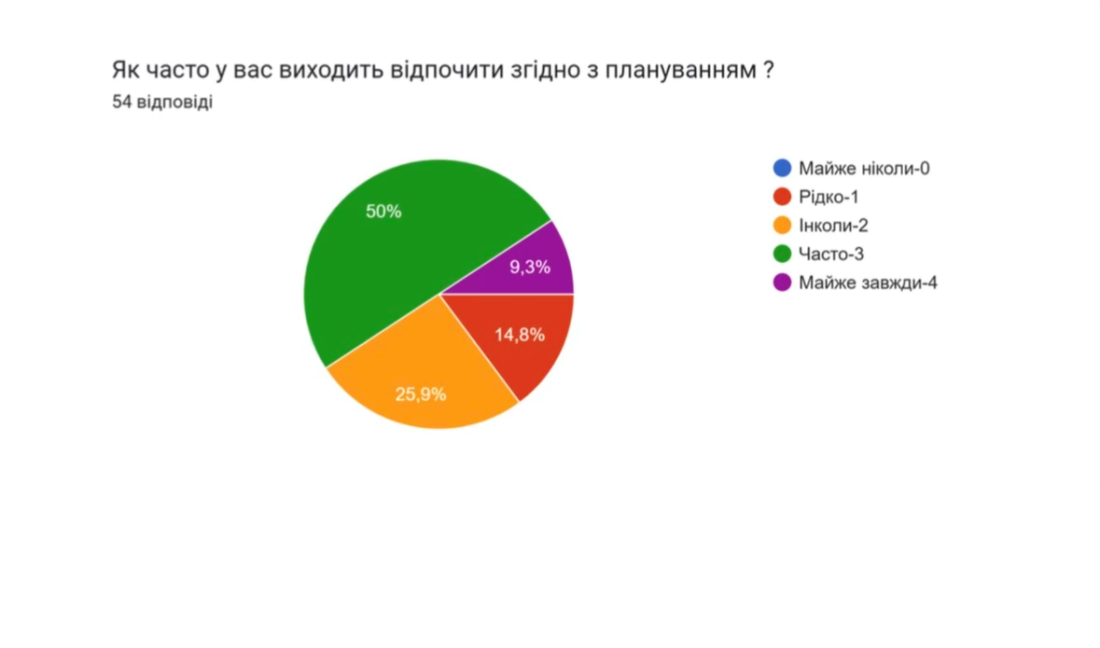 Як часто у вас виходить відпочити згідно з плануванням ?
54 відповіді
50%
9,3%
14,8%
25,9%
Майже ніколи-0
Рідко-1
Інколи-2
Часто-3
Майже завжди-4